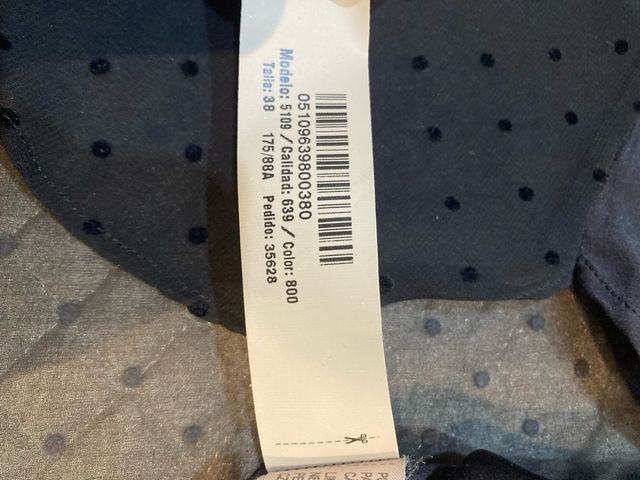 05109639800380
Modelo: 5109 / Calidad: 639 / Color: 800
Talla: 38 175/88A Pedido: 35628